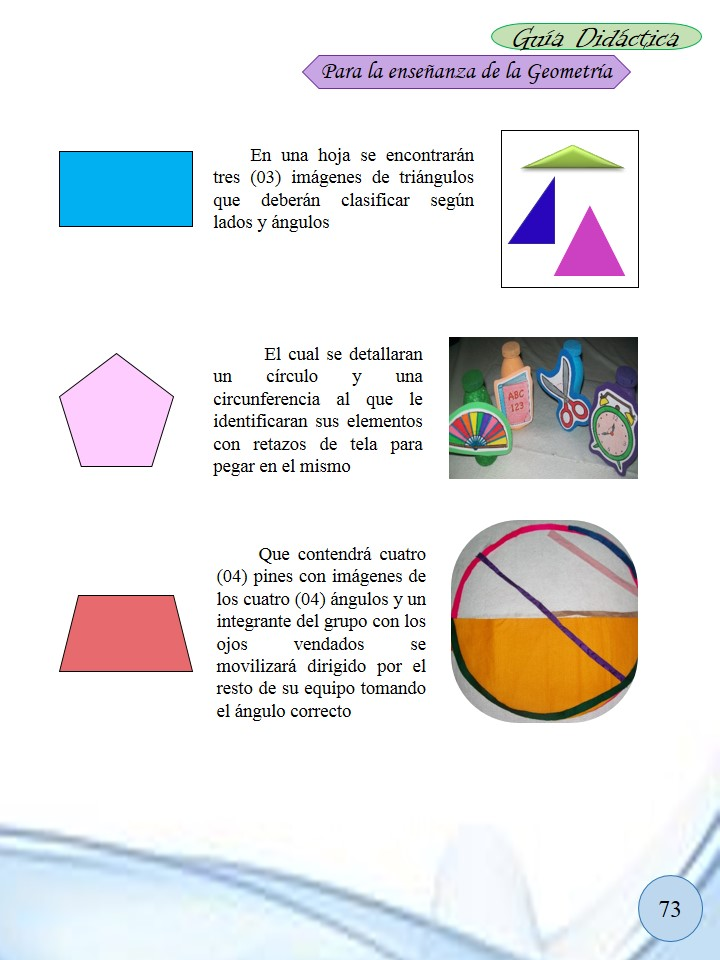 Guía Didáctica
Para la enseñanza de la Geometría
En una hoja se encontrarán
tres (03) imágenes de triángulos
que deberán clasificar según
lados y ángulos
El cual se detallaran
un círculo y una
circunferencia al que le
identificaran sus elementos
con retazos de tela para
pegar en el mismo
ABC
123
Que contendrá cuatro
(04) pines con imágenes de
los cuatro (04) ángulos y un
integrante del grupo con los
ojos vendados se
movilizará dirigido por el
resto de su equipo tomando
el ángulo correcto
73